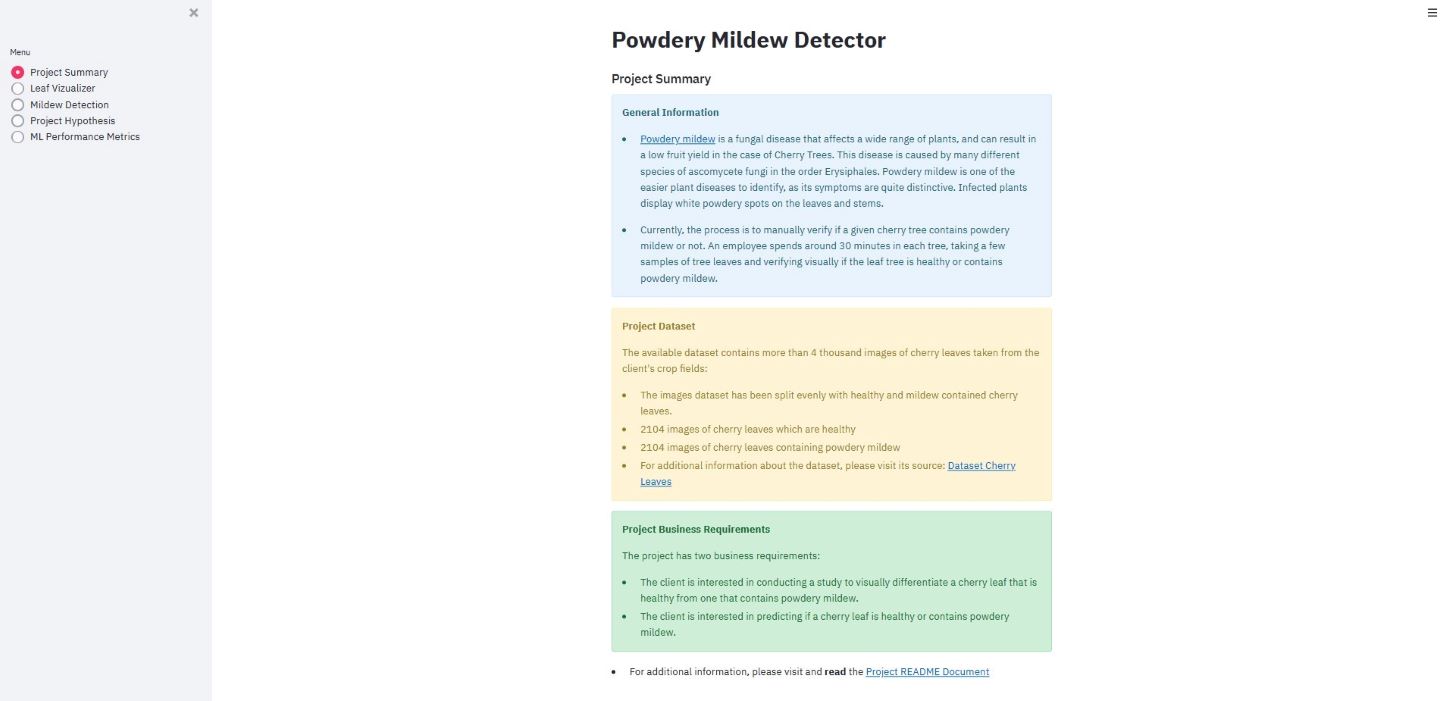 Menu
Project Summary
Leaf Vizualizer
Mildew Detection
Project Hypothesis
ML Performance Metrics
Powdery Mildew Detector
Project Summary
General Information
Powdery mildew is a fungal disease that affects a wide range of plants, and can result in
a low fruit yield in the case of Cherry Trees. This disease is caused by many different
species of ascomycete fungi in the order Erysiphales. Powdery mildew is one of the
easier plant diseases to identify, as its symptoms are quite distinctive. Infected plants
display white powdery spots on the leaves and stems.
Currently, the process is to manually verify if a given cherry tree contains powdery
mildew or not. An employee spends around 30 minutes in each tree, taking a few
samples of tree leaves and verifying visually if the leaf tree is healthy or contains
powdery mildew.
Project Dataset
The available dataset contains more than 4 thousand images of cherry leaves taken from the
client's crop fields:
The images dataset has been split evenly with healthy and mildew contained cherry
leaves.
2104 images of cherry leaves which are healthy
2104 images of cherry leaves containing powdery mildew
For additional information about the dataset, please visit its source: Dataset Cherry
Leaves
Project Business Requirements
The project has two business requirements:
The client is interested in conducting a study to visually differentiate a cherry leaf that is
healthy from one that contains powdery mildew.
The client is interested in predicting if a cherry leaf is healthy or contains powdery
mildew.
For additional information, please visit and read the Project README Document